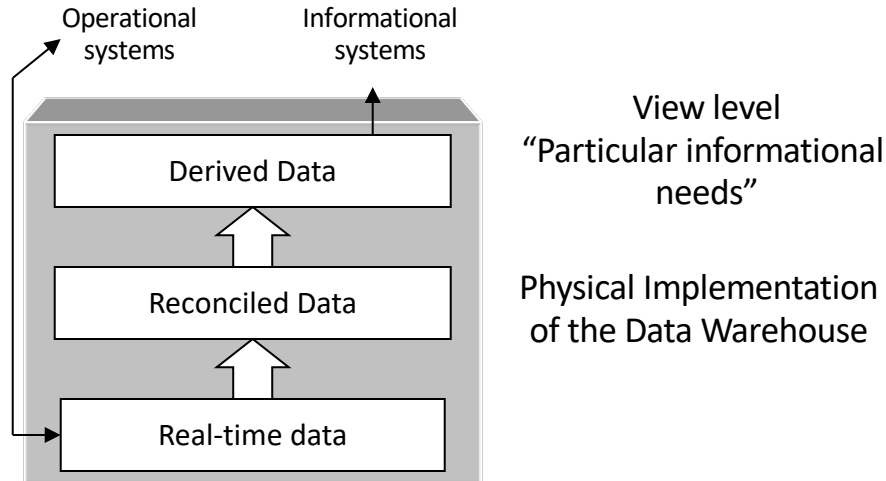 Operational
systems
Informational
systems
View level
“Particular informational
needs”
Derived Data
Reconciled Data
Physical Implementation
of the Data Warehouse
Real-time data